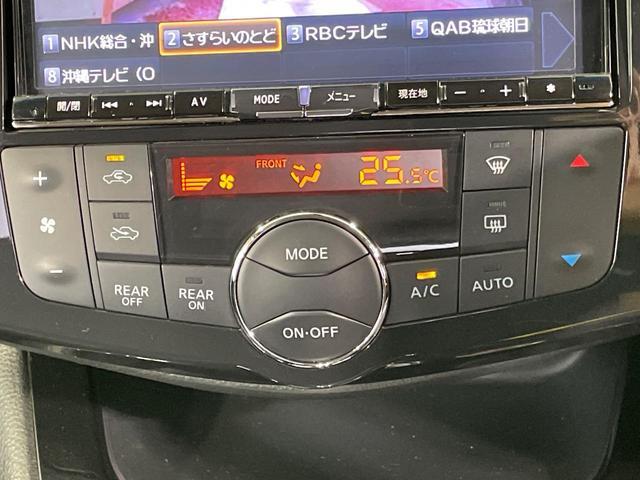 1 NHK総合・沖 2 さすらいのとど 3 RBCテレビ 5 QAB琉球朝日
8 沖縄テレビ (O
開/閉 AV MODE メニュー 現在地 − +
FRONT
25.5℃
+
−
MODE
REAR OFF
REAR ON
A/C
AUTO
ON·OFF